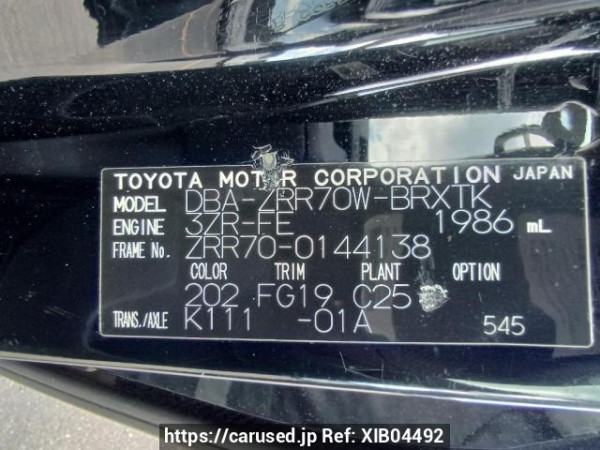 TOYOTA MOTOR CORPORATION JAPAN
MODEL DBA-ZRR70W-BRXTK
ENGINE 3ZR-FE 1986 mL
FRAME No. ZRR70-0144138
COLOR TRIM PLANT OPTION
202 FG19 C25
TRANS./AXLE K111 -01A 545
https://carused.jp Ref: XIB04492